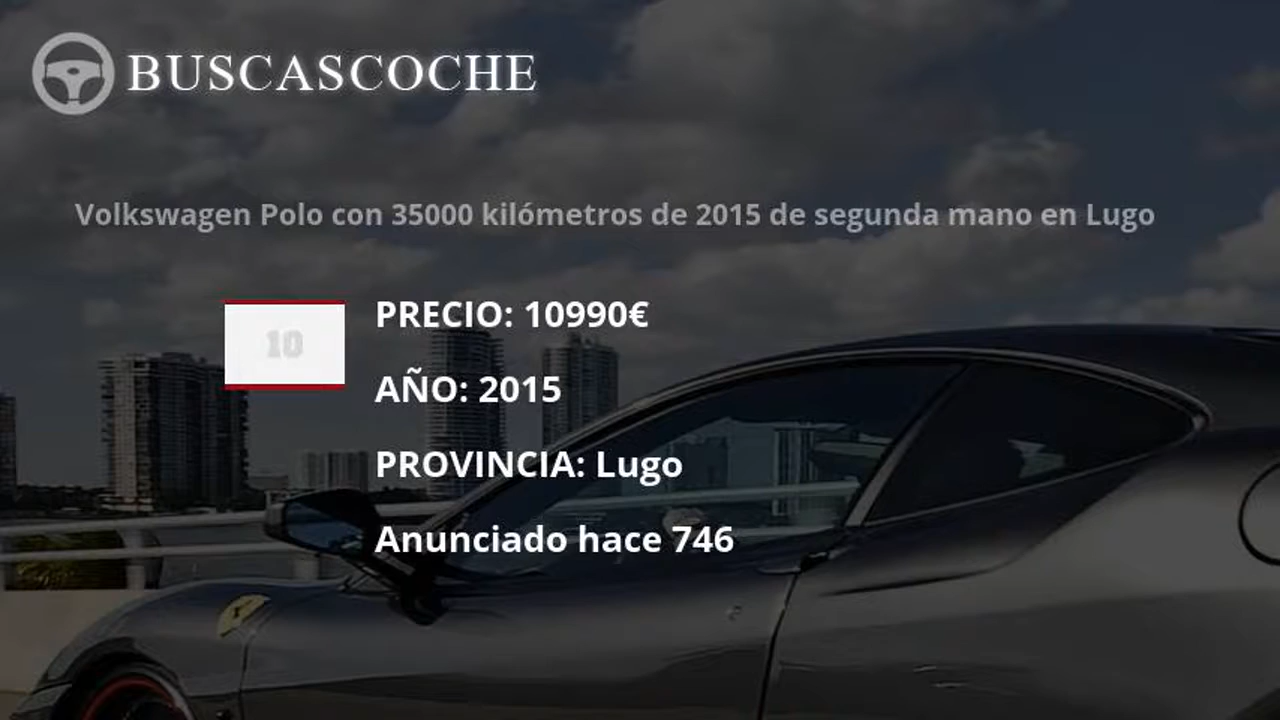 BUSCASCOCHE
Volkswagen Polo con 35000 kilómetros de 2015 de segunda mano en Lugo
10
PRECIO: 10990€
AÑO: 2015
PROVINCIA: Lugo
Anunciado hace 746